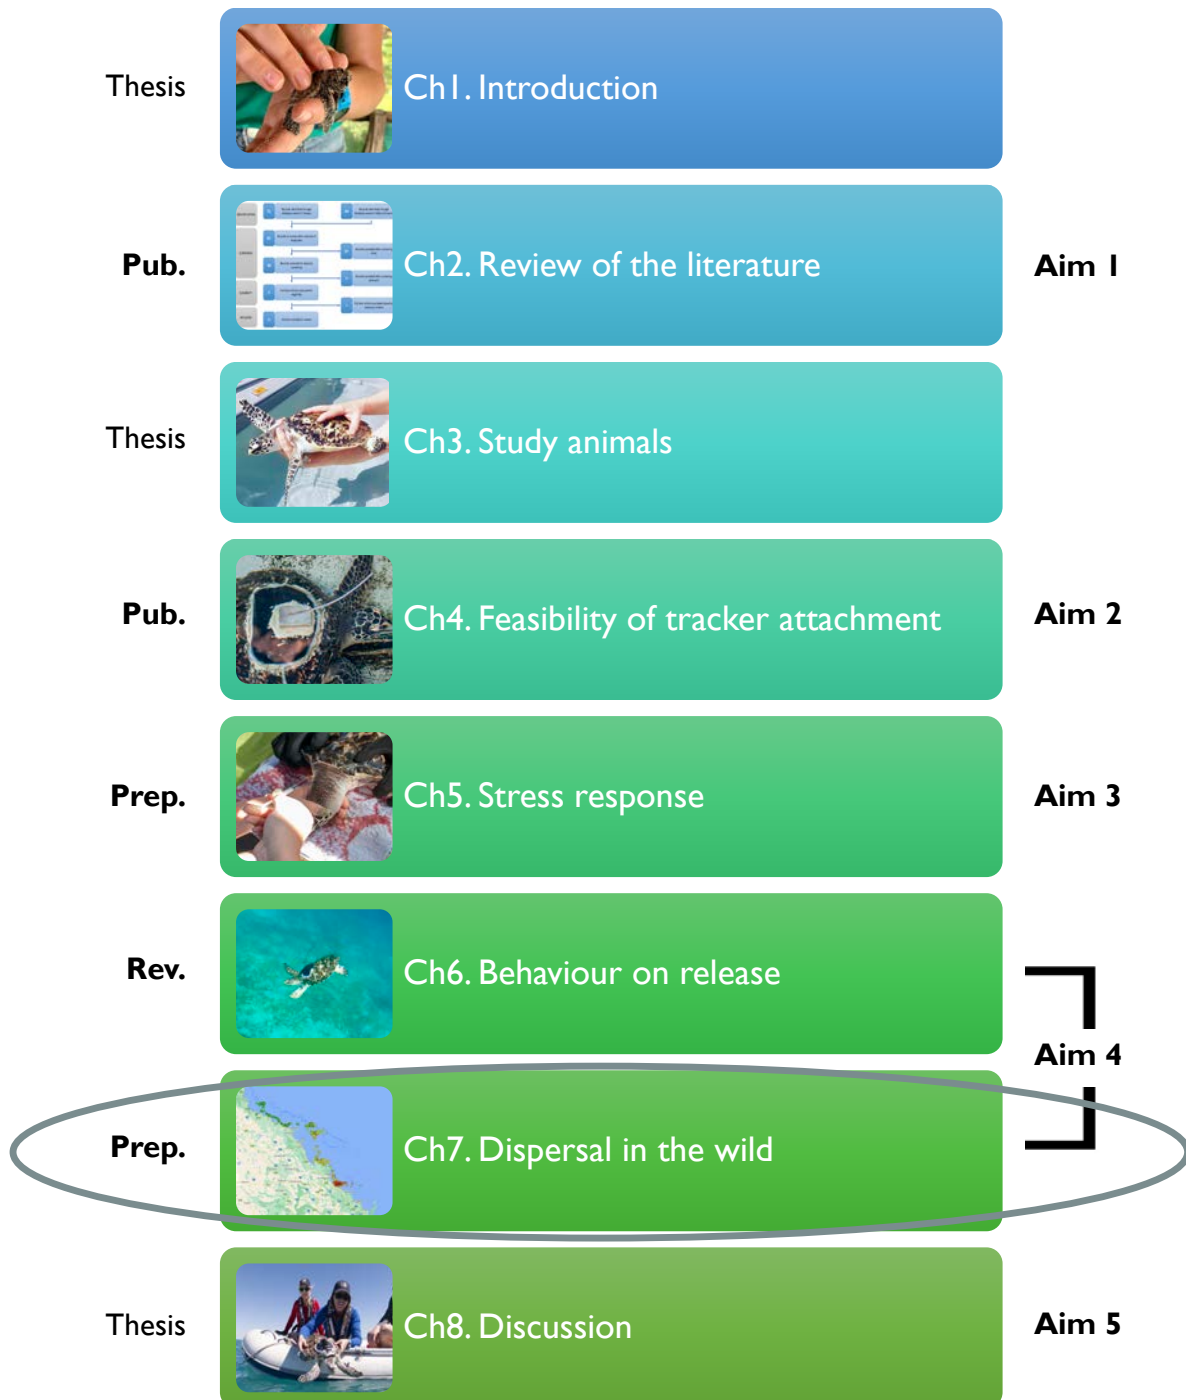 Thesis
Ch1. Introduction
Pub.
Ch2. Review of the literature
Aim 1
Thesis
Ch3. Study animals
Pub.
Ch4. Feasibility of tracker attachment
Aim 2
Prep.
Ch5. Stress response
Aim 3
Rev.
Ch6. Behaviour on release
Aim 4
Prep.
Ch7. Dispersal in the wild
Thesis
Ch8. Discussion
Aim 5